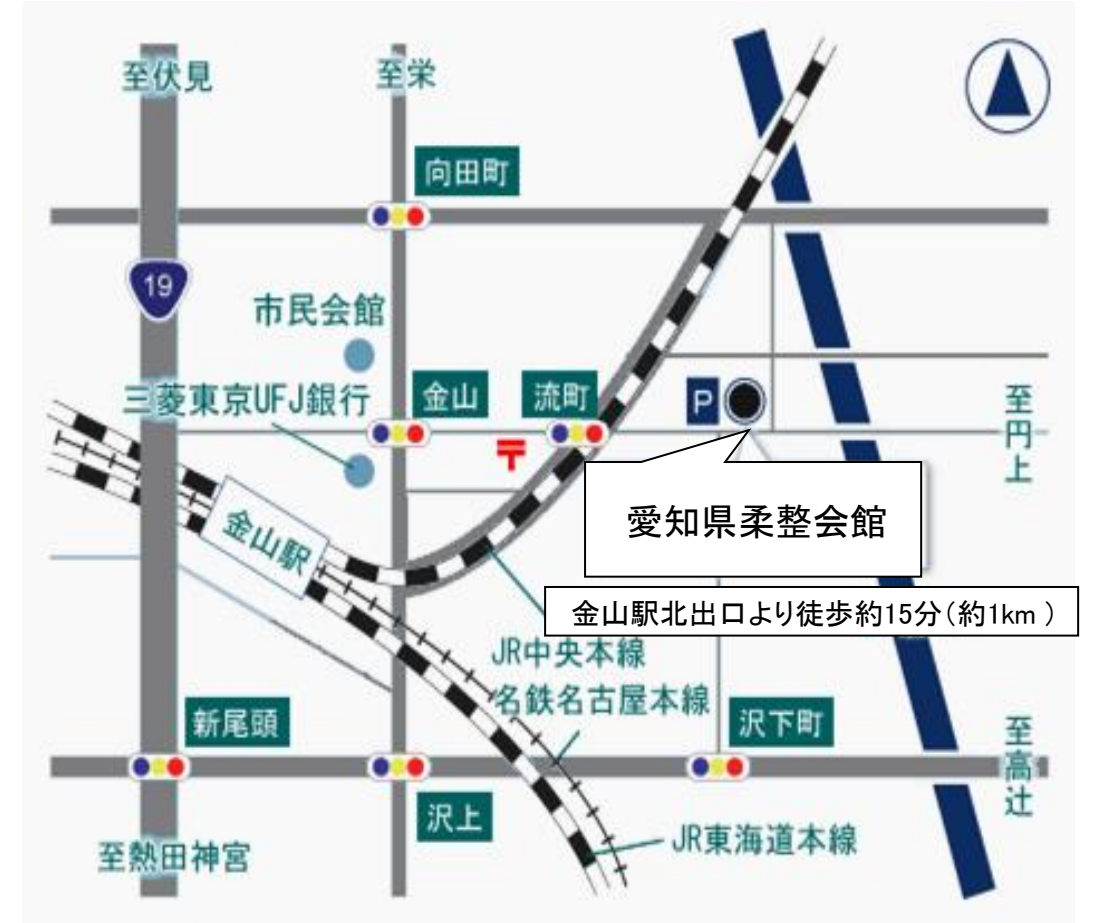 至伏見
至栄
向田町
19
市民会館
三菱東京UFJ銀行
金山
流町
P
至円上
〒
愛知県柔整会館
金山駅
金山駅北出口より徒歩約15分(約1km)
JR中央本線
名鉄名古屋本線
新尾頭
沢下町
至高辻
沢上
JR東海道本線
至熱田神宮